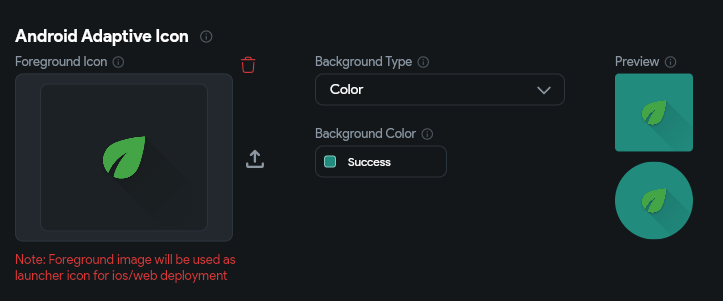 Android Adaptive Icon
Foreground Icon
Background Type
Preview
Color
Background Color
Success
Note: Foreground image will be used as
launcher icon for ios/web deployment